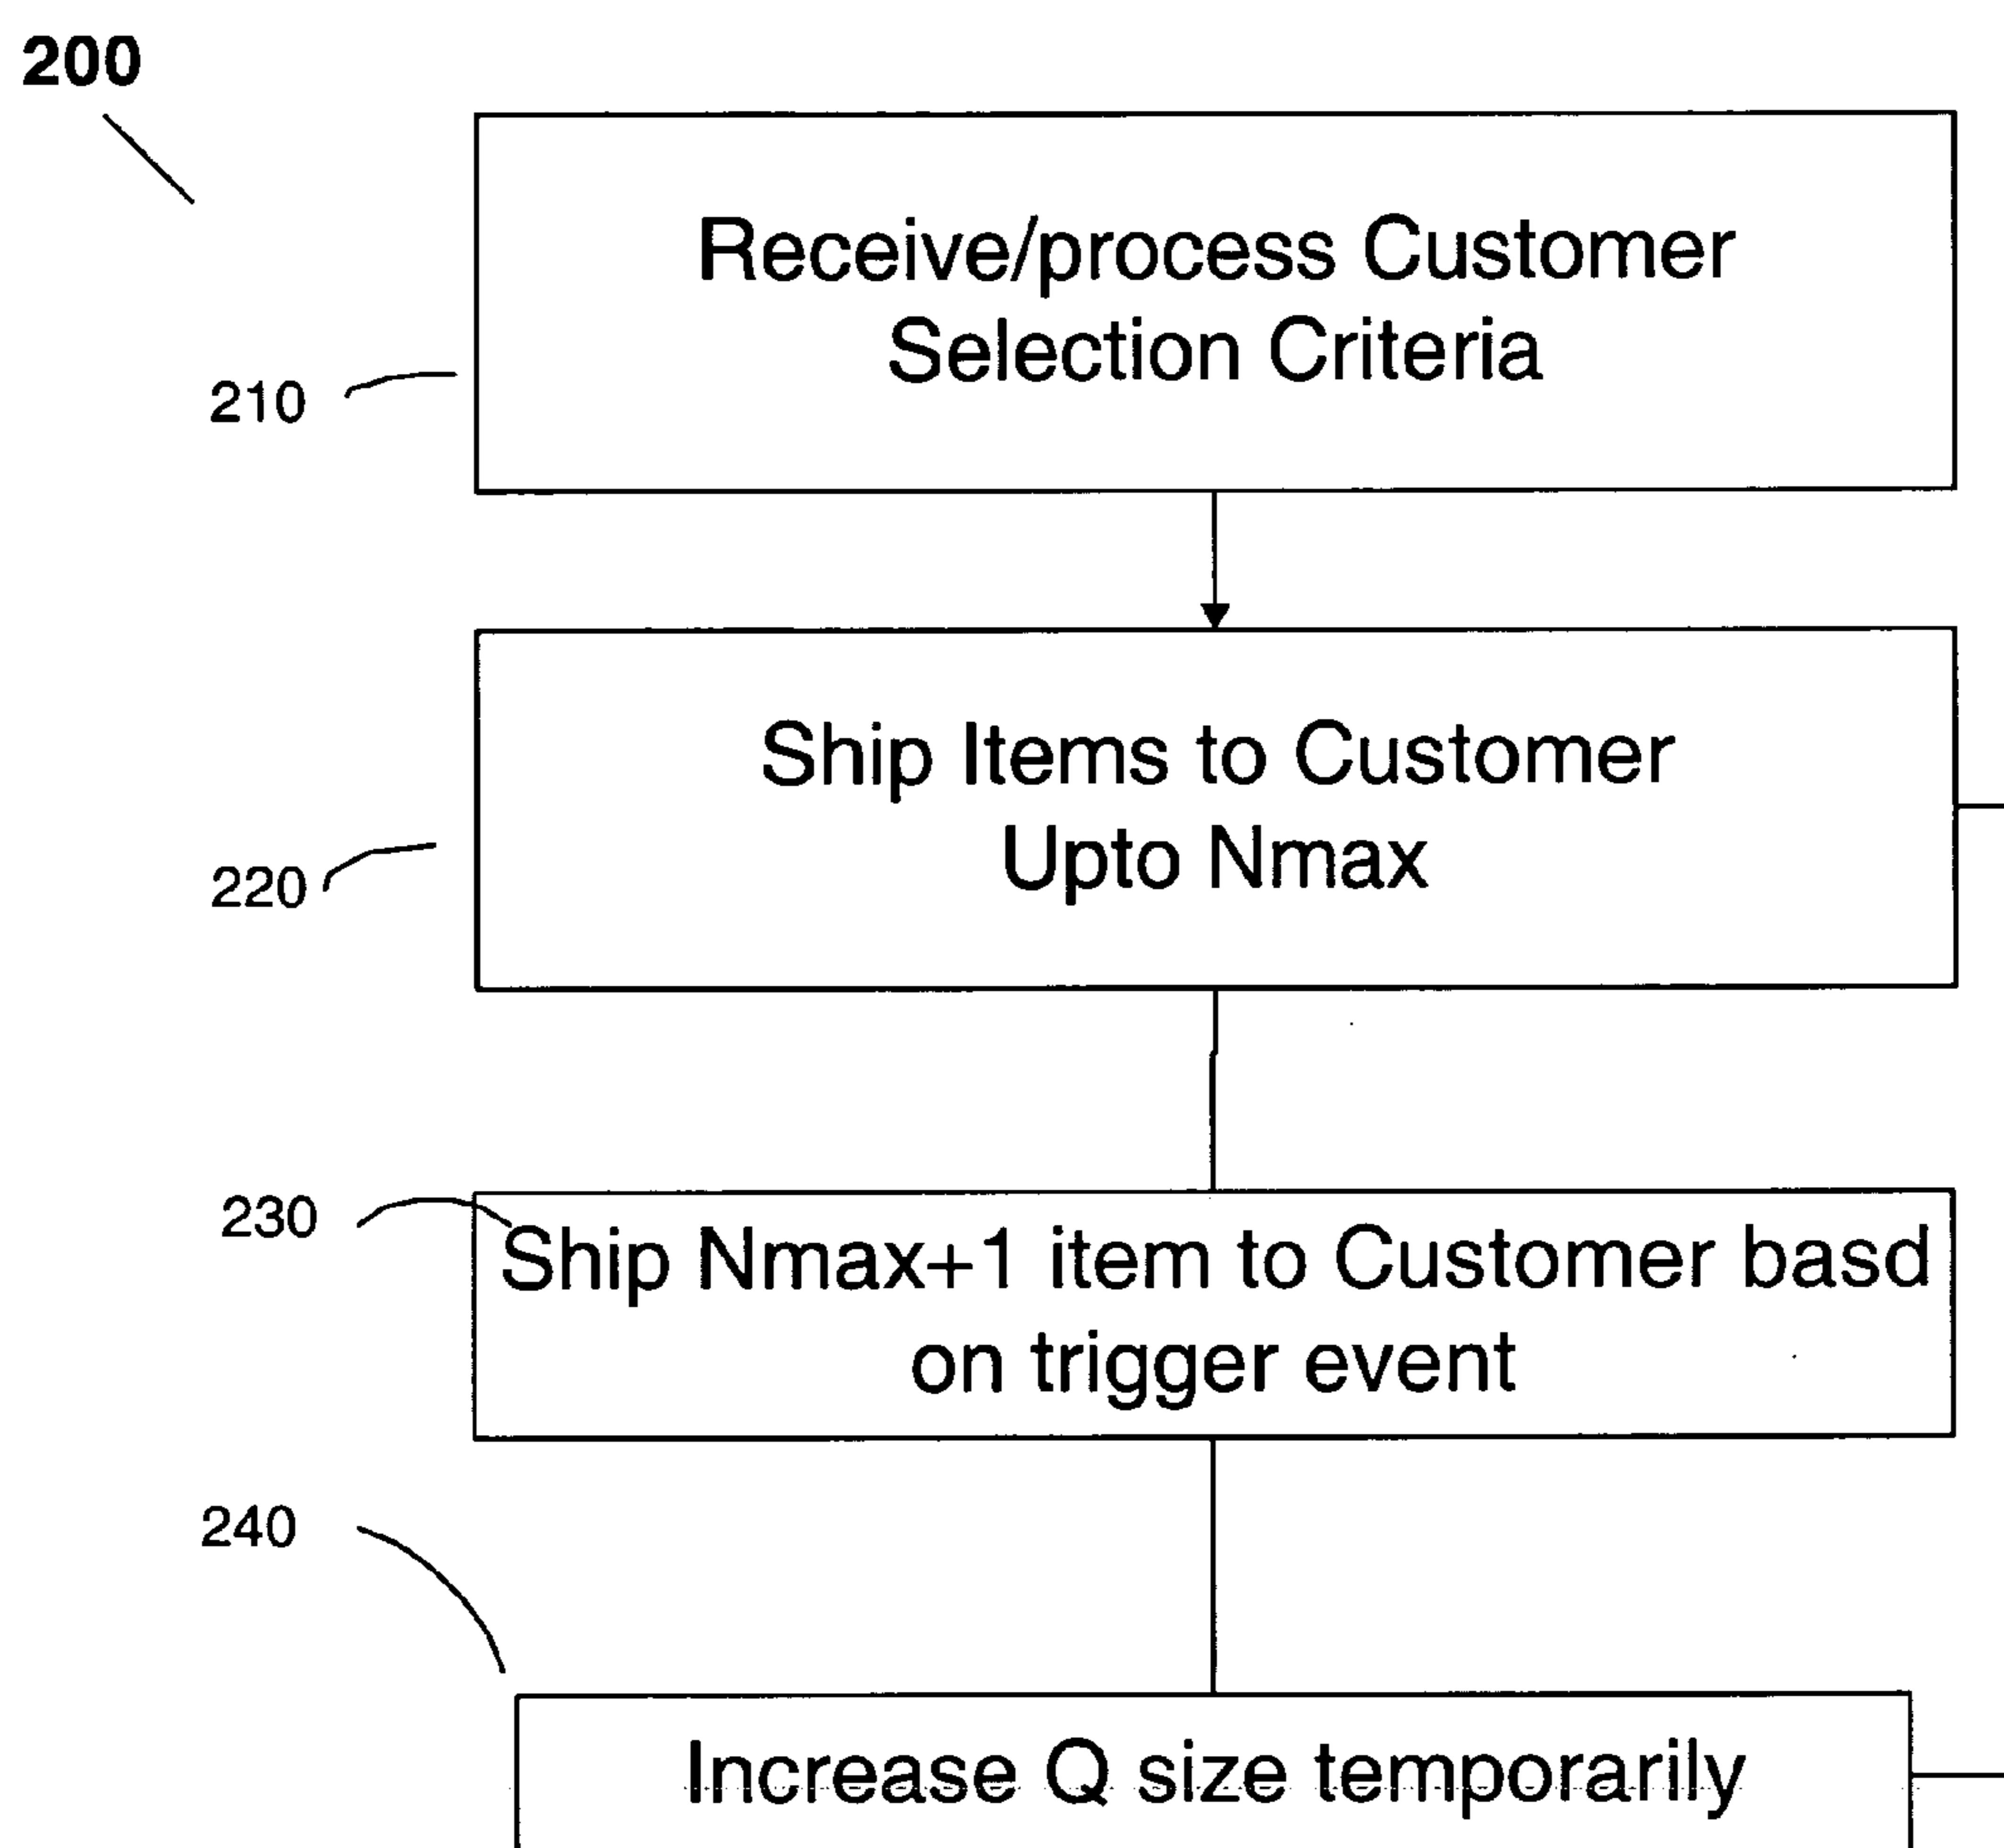 200
Receive/process Customer
Selection Criteria
210
Ship Items to Customer
Upto Nmax
220
230
Ship Nmax+1 item to Customer basd
on trigger event
240
Increase Q size temporarily